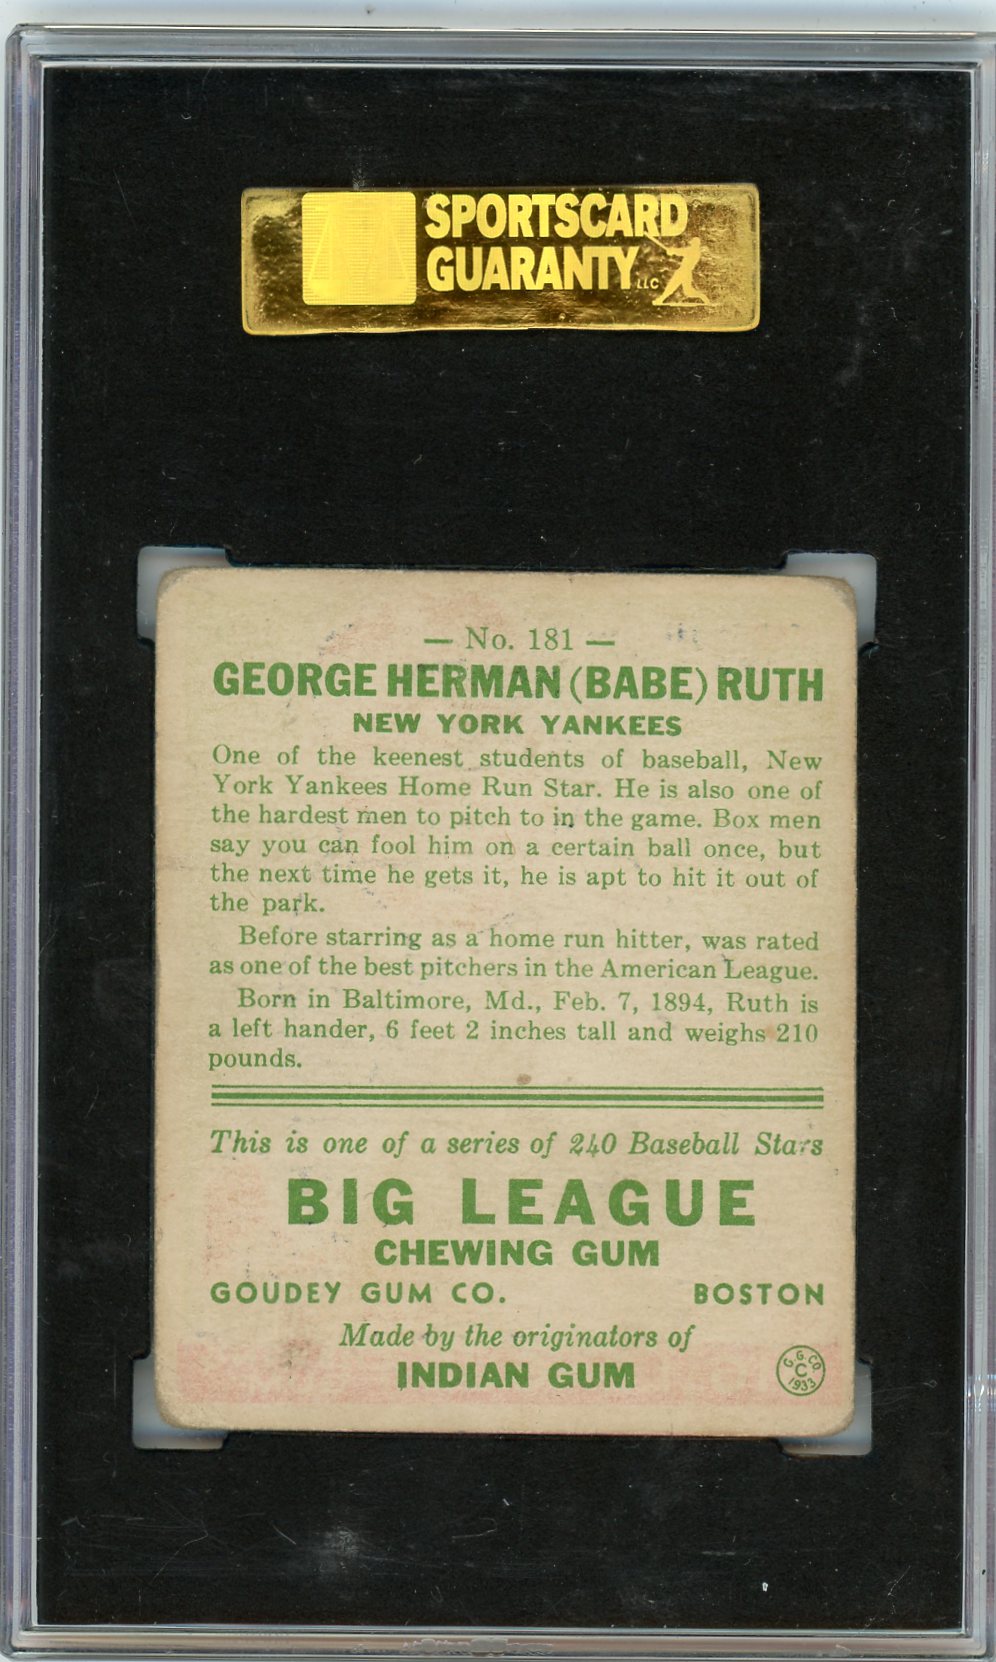 SPORTSCARD
GUARANTY LLC
— No. 181 —
GEORGE HERMAN (BABE) RUTH
NEW YORK YANKEES
One of the keenest students of baseball, New
York Yankees Home Run Star. He is also one of
the hardest men to pitch to in the game. Box men
say you can fool him on a certain ball once, but
the next time he gets it, he is apt to hit it out of
the park.
Before starring as a home run hitter, was rated
as one of the best pitchers in the American League.
Born in Baltimore, Md., Feb. 7, 1894, Ruth is
a left hander, 6 feet 2 inches tall and weighs 210
pounds.
This is one of a series of 240 Baseball Stars
BIG LEAGUE
CHEWING GUM
GOUDEY GUM CO. BOSTON
Made by the originators of
INDIAN GUM
G. G. CO.
C
1933